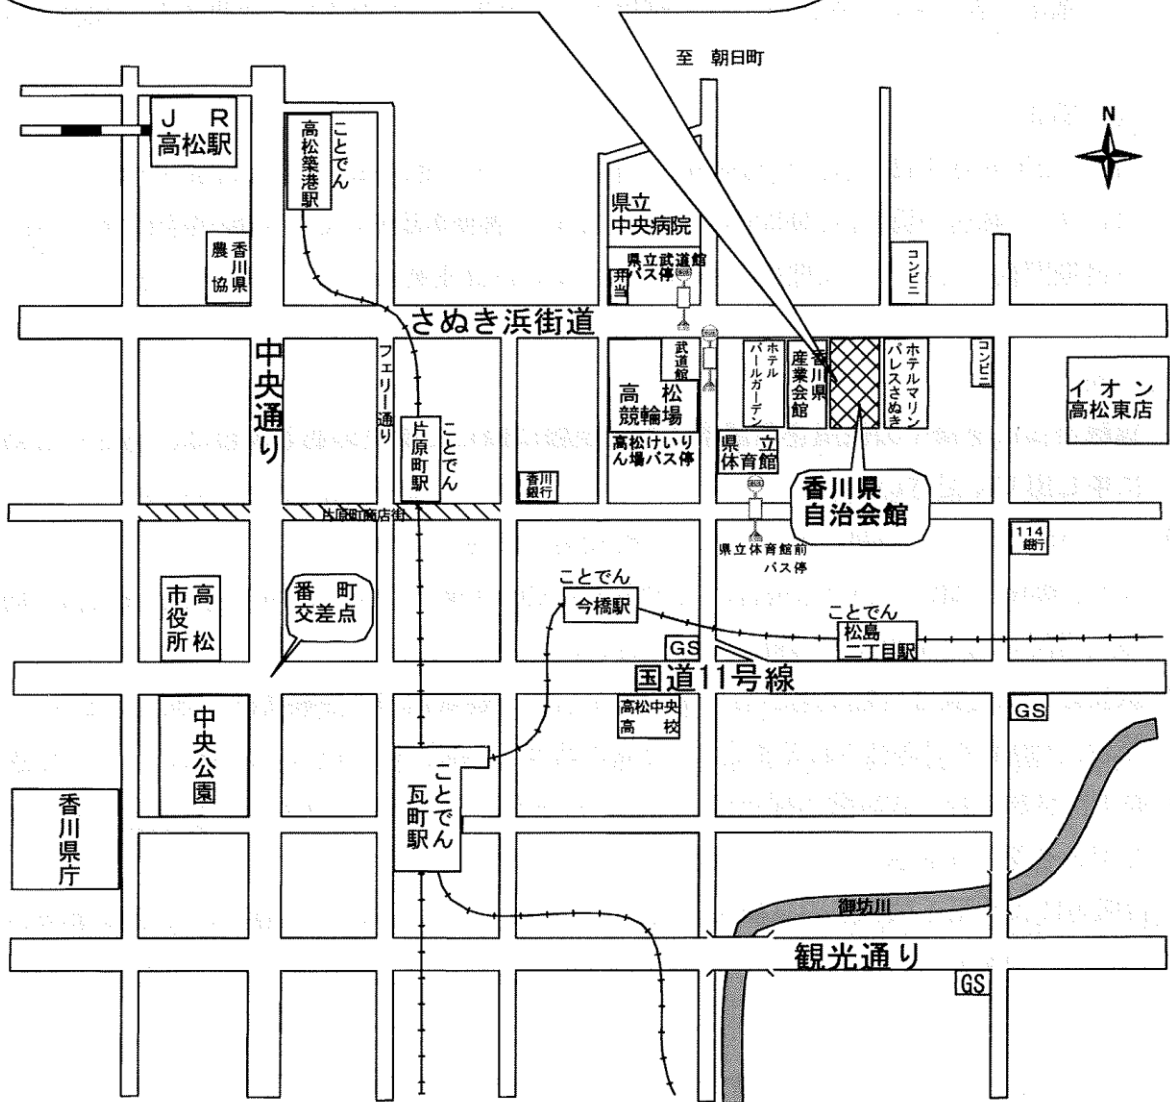 至 朝日町
N
JR
高松駅
ことでん
高松築港駅
香川県
農協
県立
中央病院
県立武道館
バス停
弁当
コンビニ
さぬき浜街道
中央通り
フェリー通り
ことでん
片原町駅
武道館
高松
競輪場
高松けいり
ん場バス停
ホテル
パールガーデン
香川県
産業会館
ホテルマリン
パレスさぬき
コンビニ
イオン
高松東店
県立
体育館
香川
銀行
香川県
自治会館
片原町商店街
県立体育館前
バス停
114
銀行
高松
市役所
番町
交差点
ことでん
今橋駅
ことでん
松島
二丁目駅
GS
国道11号線
高松中央
高校
GS
中央公園
香川県庁
ことでん
瓦町駅
御坊川
観光通り
GS